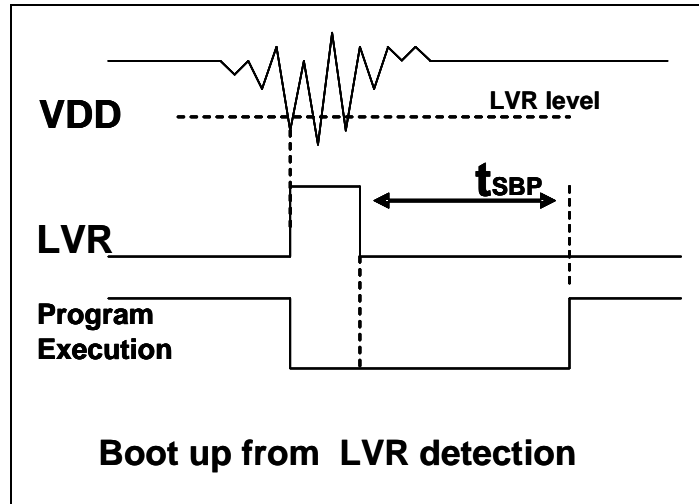 VDD
LVR level
tSBP
LVR
Program
Execution
Boot up from LVR detection